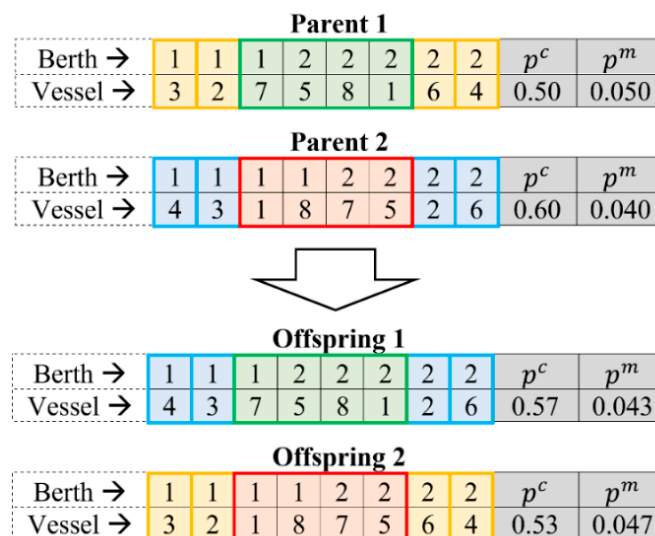 Parent 1
Berth → 1 1 1 2 2 2 2 2 p^c p^m
Vessel → 3 2 7 5 8 1 6 4 0.50 0.050
Parent 2
Berth → 1 1 1 1 2 2 2 2 p^c p^m
Vessel → 4 3 1 8 7 5 2 6 0.60 0.040
Offspring 1
Berth → 1 1 1 2 2 2 2 2 p^c p^m
Vessel → 4 3 7 5 8 1 2 6 0.57 0.043
Offspring 2
Berth → 1 1 1 1 2 2 2 2 p^c p^m
Vessel → 3 2 1 8 7 5 6 4 0.53 0.047